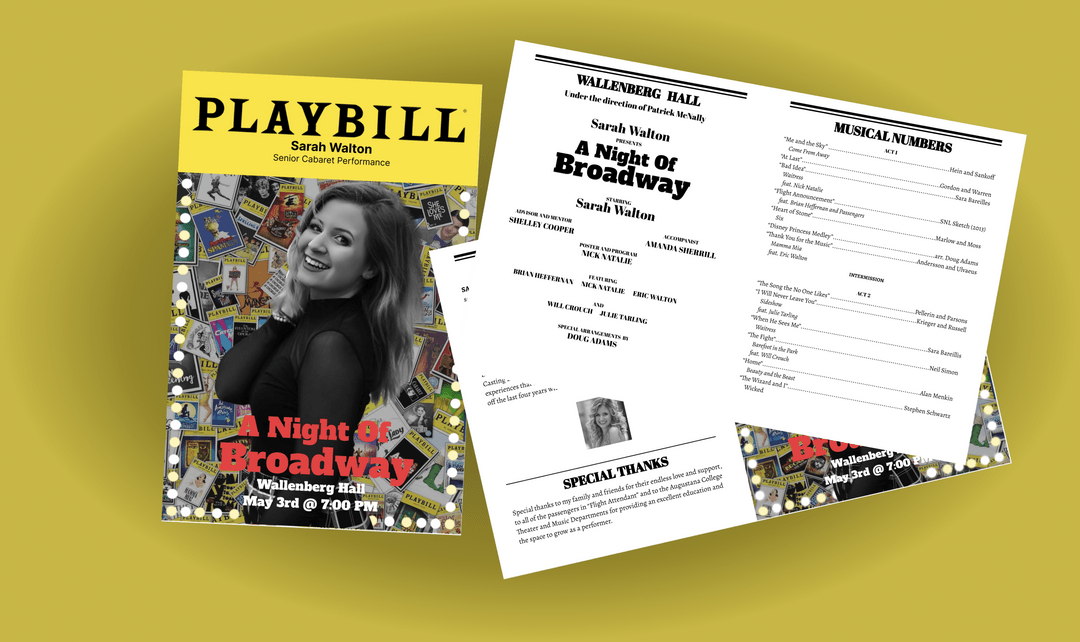 PLAYBILL
Sarah Walton
Senior Cabaret Performance
SHE
LOVES
ME
A Night Of
Broadway
Wallenberg Hall
May 3rd @ 7:00 PM
WALLENBERG HALL
Under the direction of Patrick McNally
Sarah Walton
PRESENTS
A Night Of
Broadway
STARRING
Sarah Walton
ADVISOR AND MENTOR
SHELLEY COOPER
ACCOMPANIST
AMANDA SHERRILL
POSTER AND PROGRAM
NICK NATALIE
FEATURING
BRIAN HEFFERNAN NICK NATALIE ERIC WALTON
AND
WILL CROUCH JULIE TARLING
SPECIAL ARRANGEMENTS BY
DOUG ADAMS
MUSICAL NUMBERS
ACT 1
"Me and the Sky"..........Hein and Sankoff
Come From Away
"At Last"..........Gordon and Warren
"Bad Idea"..........Sara Bareilles
Waitress
feat. Nick Natalie
"Flight Announcement"..........SNL Sketch (2013)
feat. Brian Heffernan and Passengers
"Heart of Stone"..........Marlow and Moss
Six
"Disney Princess Medley"..........arr. Doug Adams
"Thank You for the Music"..........Andersson and Ulvaeus
Mamma Mia
feat. Eric Walton
INTERMISSION
ACT 2
"The Song the No One Likes"..........Pellerin and Parsons
"I Will Never Leave You"..........Krieger and Russell
Sideshow
feat. Julie Tarling
"When He Sees Me"..........Sara Bareillis
Waitress
"The Fight"..........Neil Simon
Barefoot in the Park
feat. Will Crouch
"Home"..........Alan Menkin
Beauty and the Beast
"The Wizard and I"..........Stephen Schwartz
Wicked
Casting
experiences
off the last four years
SPECIAL THANKS
Special thanks to my family and friends for their endless love and support,
to all of the passengers in "Flight Attendant" and to the Augustana College
Theater and Music Departments for providing an excellent education and
the space to grow as a performer.
Wallenberg
May 3rd @ 7:00